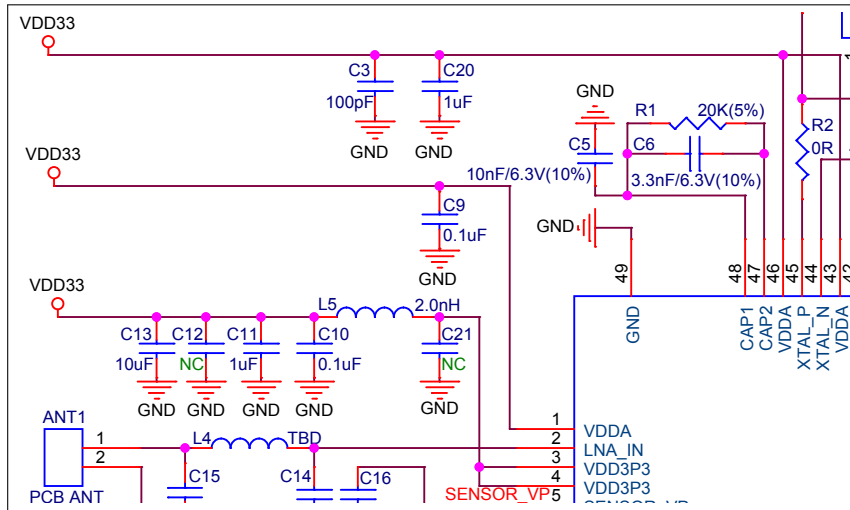 VDD33
C3
C20
100pF
1uF
GND
GND
GND
R1
20K(5%)
R2
0R
C5
C6
10nF/6.3V(10%)
3.3nF/6.3V(10%)
VDD33
C9
0.1uF
GND
GND
49
48
47
46
45
44
43
42
GND
CAP1
CAP2
VDDA
XTAL_P
XTAL_N
VDDA
VDD33
L5
2.0nH
C13
C12
C11
C10
C21
10uF
NC
1uF
0.1uF
NC
GND
GND
GND
GND
GND
ANT1
1
2
PCB ANT
L4
TBD
C15
C14
C16
1
VDDA
2
LNA_IN
3
VDD3P3
4
VDD3P3
SENSOR_VP
5
SENSOR_VP